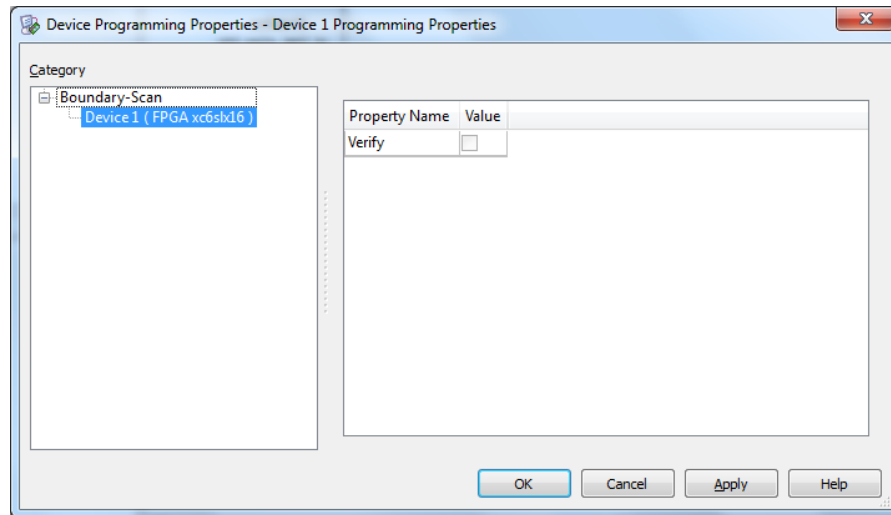 Device Programming Properties - Device 1 Programming Properties
Category
Boundary-Scan
Device 1 ( FPGA xc6slx16 )
Property Name Value
Verify
OK Cancel Apply Help